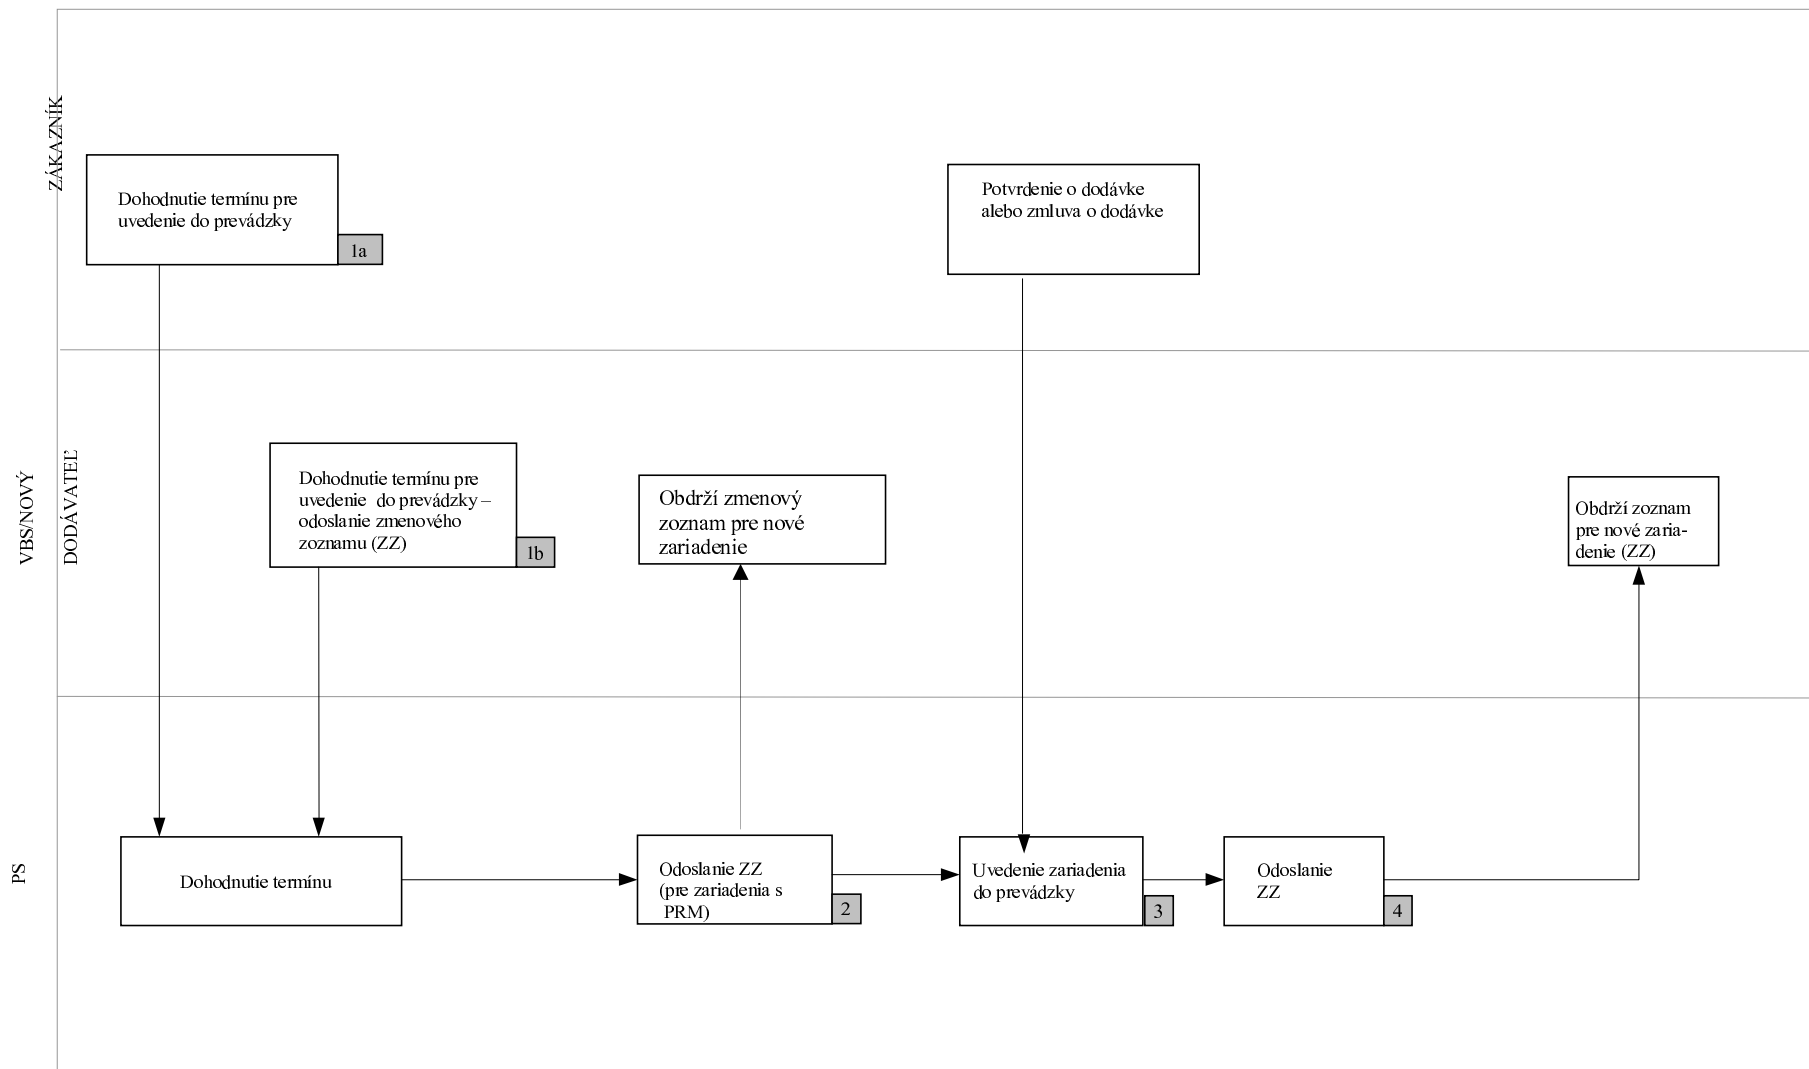 ZÁKAZNÍK
Dohodnutie termínu pre
uvedenie do prevádzky
1a
Potvrdenie o dodávke
alebo zmluva o dodávke
VBS/NOVÝ
DODÁVATEĽ
Dohodnutie termínu pre
uvedenie do prevádzky –
odoslanie zmenového
zoznamu (ZZ)
1b
Obdrží zmenový
zoznam pre nové
zariadenie
Obdrží zoznam
pre nové zaria-
denie (ZZ)
PS
Dohodnutie termínu
Odoslanie ZZ
(pre zariadenia s
PRM)
2
Uvedenie zariadenia
do prevádzky
3
Odoslanie
ZZ
4